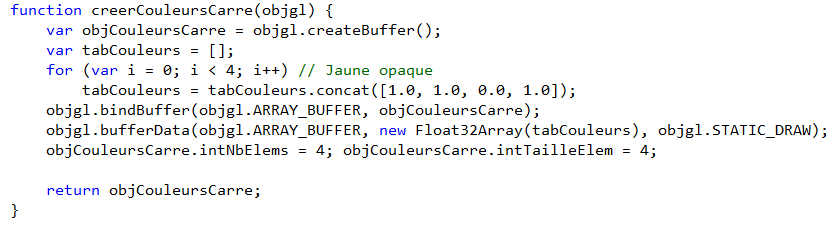 function creerCouleursCarre(objgl) {
    var objCouleursCarre = objgl.createBuffer();
    var tabCouleurs = [];
    for (var i = 0; i < 4; i++) // Jaune opaque
        tabCouleurs = tabCouleurs.concat([1.0, 1.0, 0.0, 1.0]);
    objgl.bindBuffer(objgl.ARRAY_BUFFER, objCouleursCarre);
    objgl.bufferData(objgl.ARRAY_BUFFER, new Float32Array(tabCouleurs), objgl.STATIC_DRAW);
    objCouleursCarre.intNbElems = 4; objCouleursCarre.intTailleElem = 4;
    return objCouleursCarre;
}